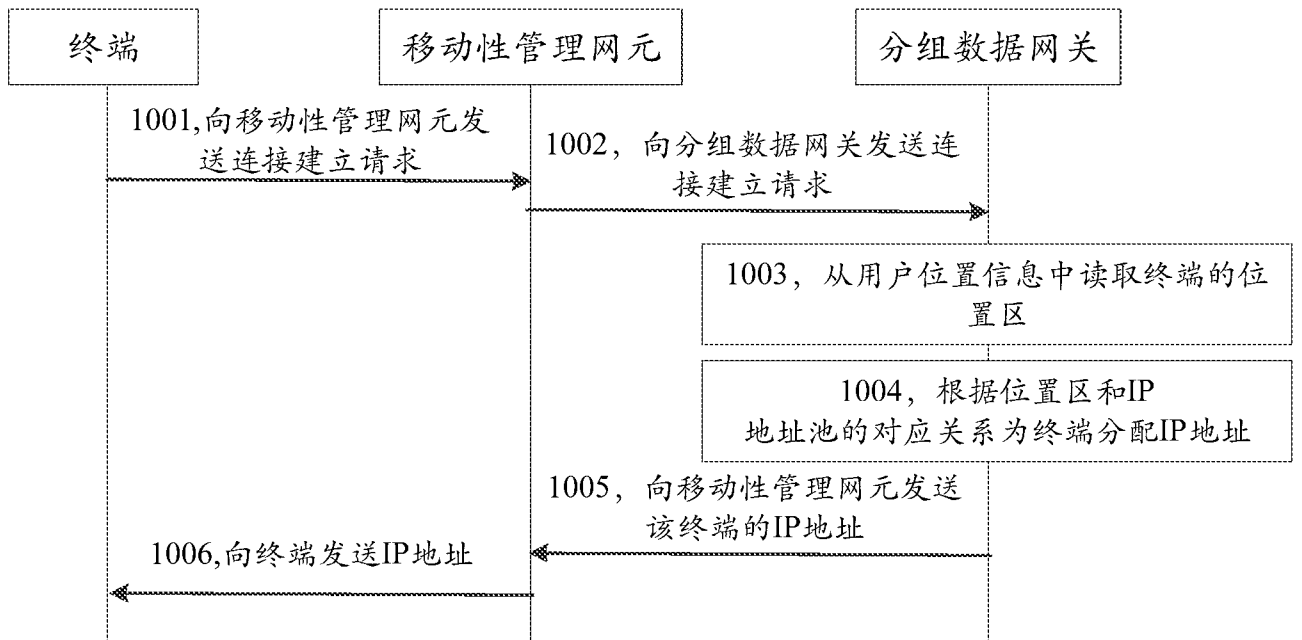 终端
移动性管理网元
分组数据网关
1001,向移动性管理网元发
送连接建立请求
1002，向分组数据网关发送连
接建立请求
1003，从用户位置信息中读取终端的位
置区
1004，根据位置区和IP
地址池的对应关系为终端分配IP地址
1005，向移动性管理网元发送
该终端的IP地址
1006,向终端发送IP地址